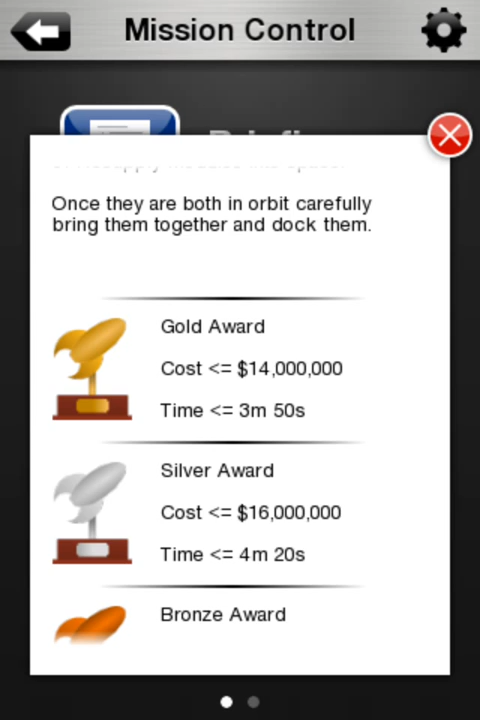 Mission Control
Once they are both in orbit carefully
bring them together and dock them.
Gold Award
Cost <= $14,000,000
Time <= 3m 50s
Silver Award
Cost <= $16,000,000
Time <= 4m 20s
Bronze Award